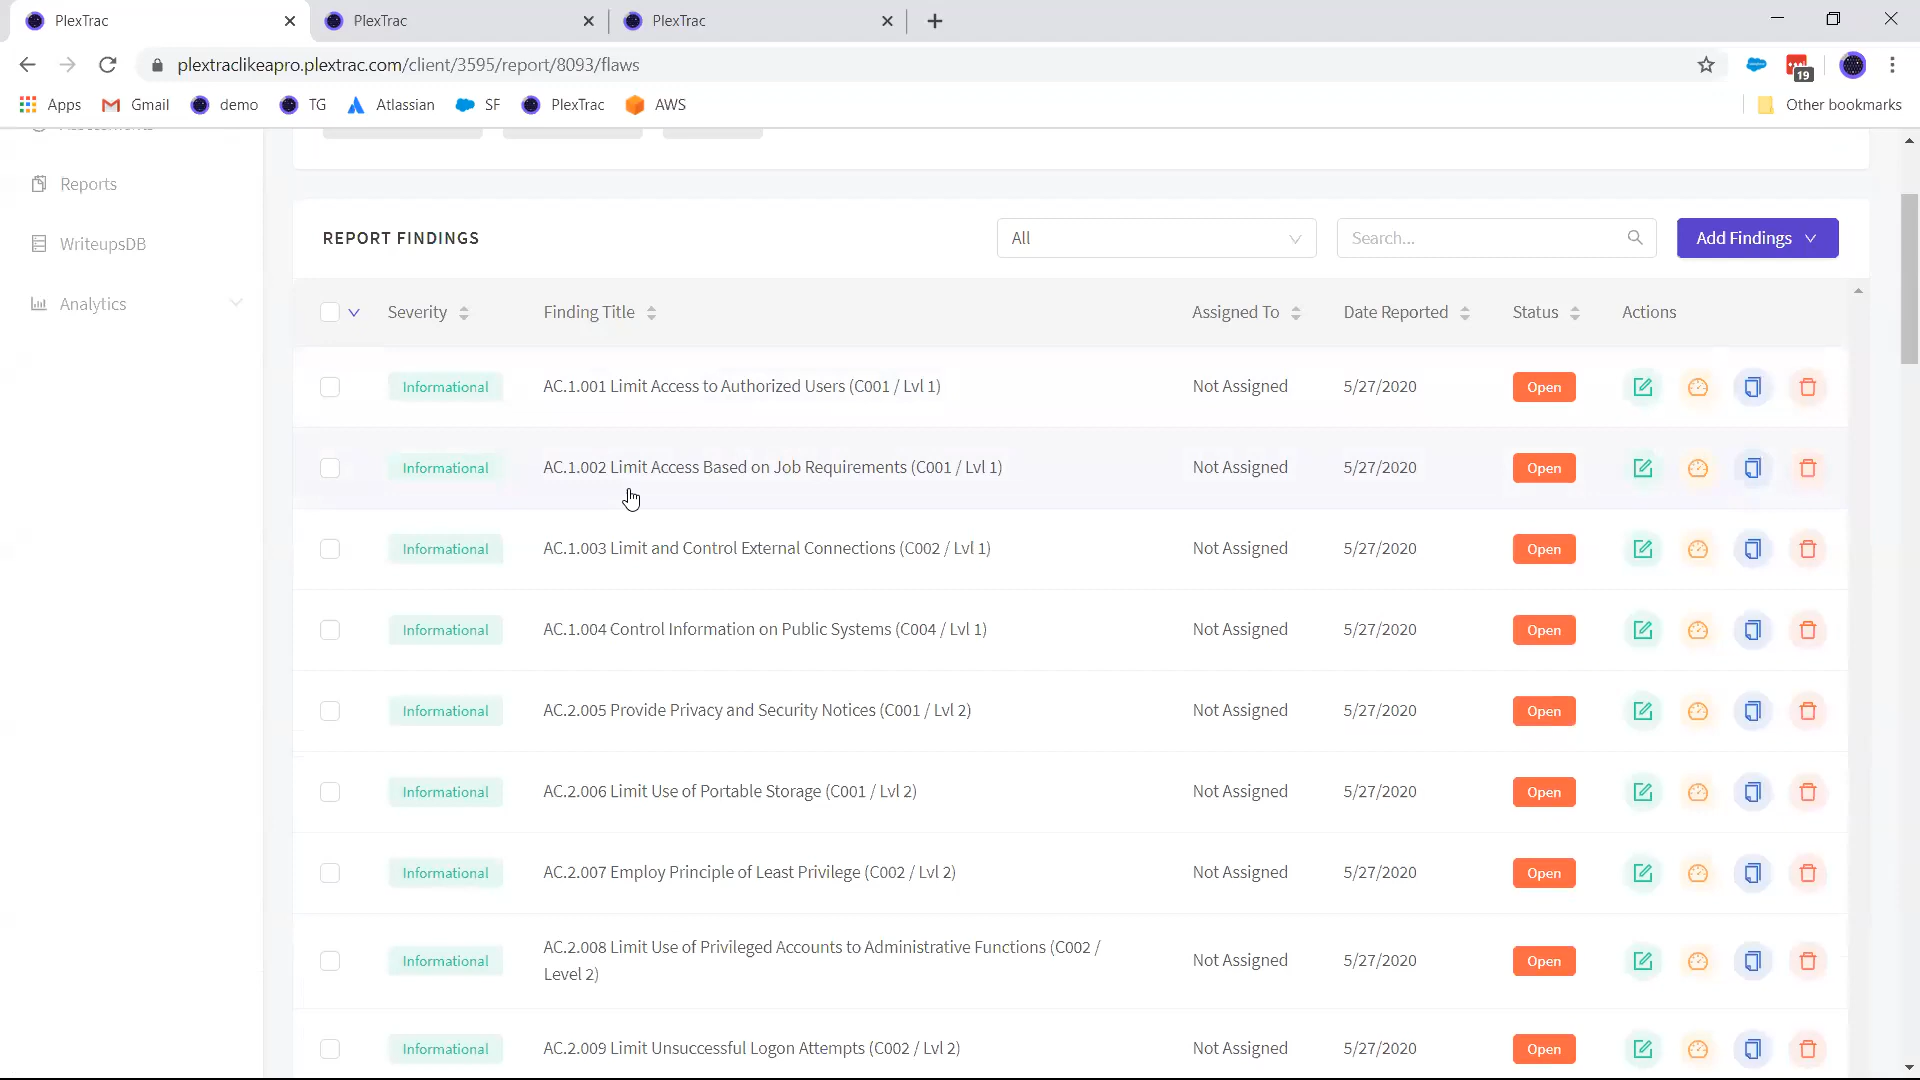 PlexTrac
PlexTrac
PlexTrac
plextraclikeapro.plextrac.com/client/3595/report/8093/flaws
19
Apps Gmail demo TG Atlassian SF PlexTrac AWS Other bookmarks
Assessments
Reports
WriteupsDB
Analytics
REPORT FINDINGS
All
Search...
Add Findings
Severity Finding Title Assigned To Date Reported Status Actions
Informational AC.1.001 Limit Access to Authorized Users (C001 / Lvl 1) Not Assigned 5/27/2020 Open
Informational AC.1.002 Limit Access Based on Job Requirements (C001 / Lvl 1) Not Assigned 5/27/2020 Open
Informational AC.1.003 Limit and Control External Connections (C002 / Lvl 1) Not Assigned 5/27/2020 Open
Informational AC.1.004 Control Information on Public Systems (C004 / Lvl 1) Not Assigned 5/27/2020 Open
Informational AC.2.005 Provide Privacy and Security Notices (C001 / Lvl 2) Not Assigned 5/27/2020 Open
Informational AC.2.006 Limit Use of Portable Storage (C001 / Lvl 2) Not Assigned 5/27/2020 Open
Informational AC.2.007 Employ Principle of Least Privilege (C002 / Lvl 2) Not Assigned 5/27/2020 Open
Informational AC.2.008 Limit Use of Privileged Accounts to Administrative Functions (C002 /
Level 2) Not Assigned 5/27/2020 Open
Informational AC.2.009 Limit Unsuccessful Logon Attempts (C002 / Lvl 2) Not Assigned 5/27/2020 Open